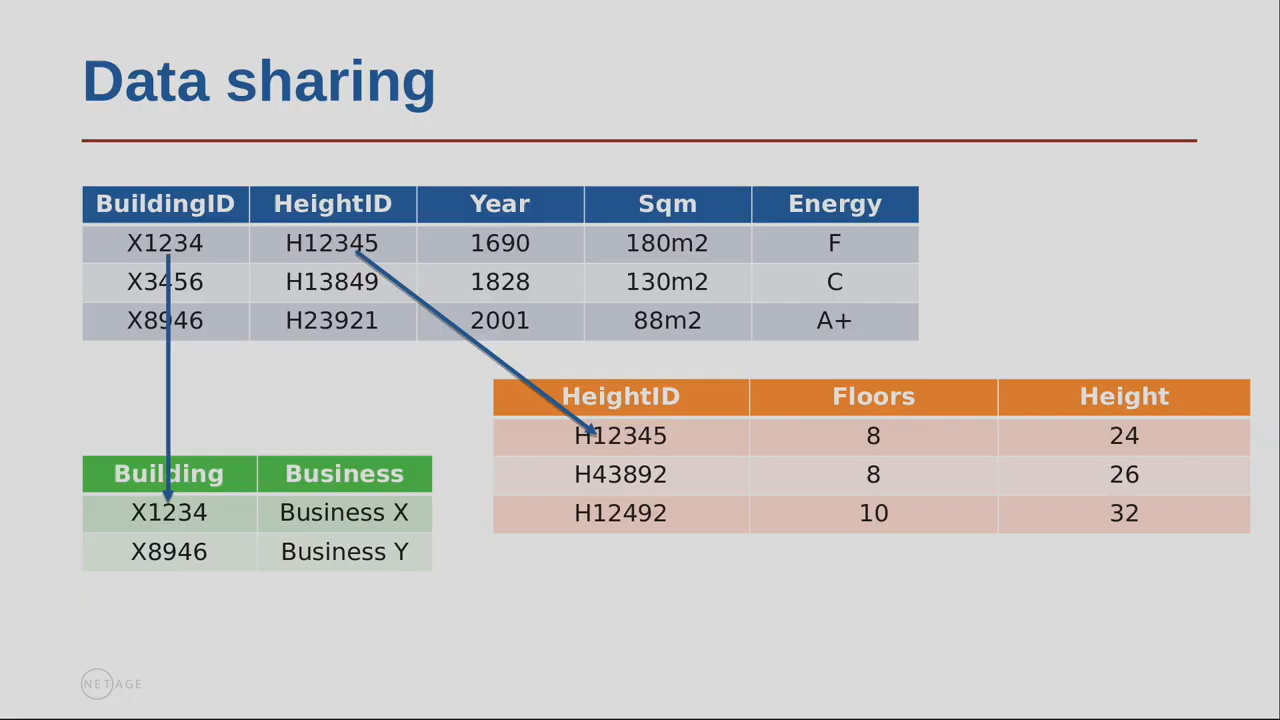 Data sharing
BuildingID HeightID Year Sqm Energy
X1234 H12345 1690 180m2 F
X3456 H13849 1828 130m2 C
X8946 H23921 2001 88m2 A+
HeightID Floors Height
H12345 8 24
H43892 8 26
H12492 10 32
Building Business
X1234 Business X
X8946 Business Y
NETAGE